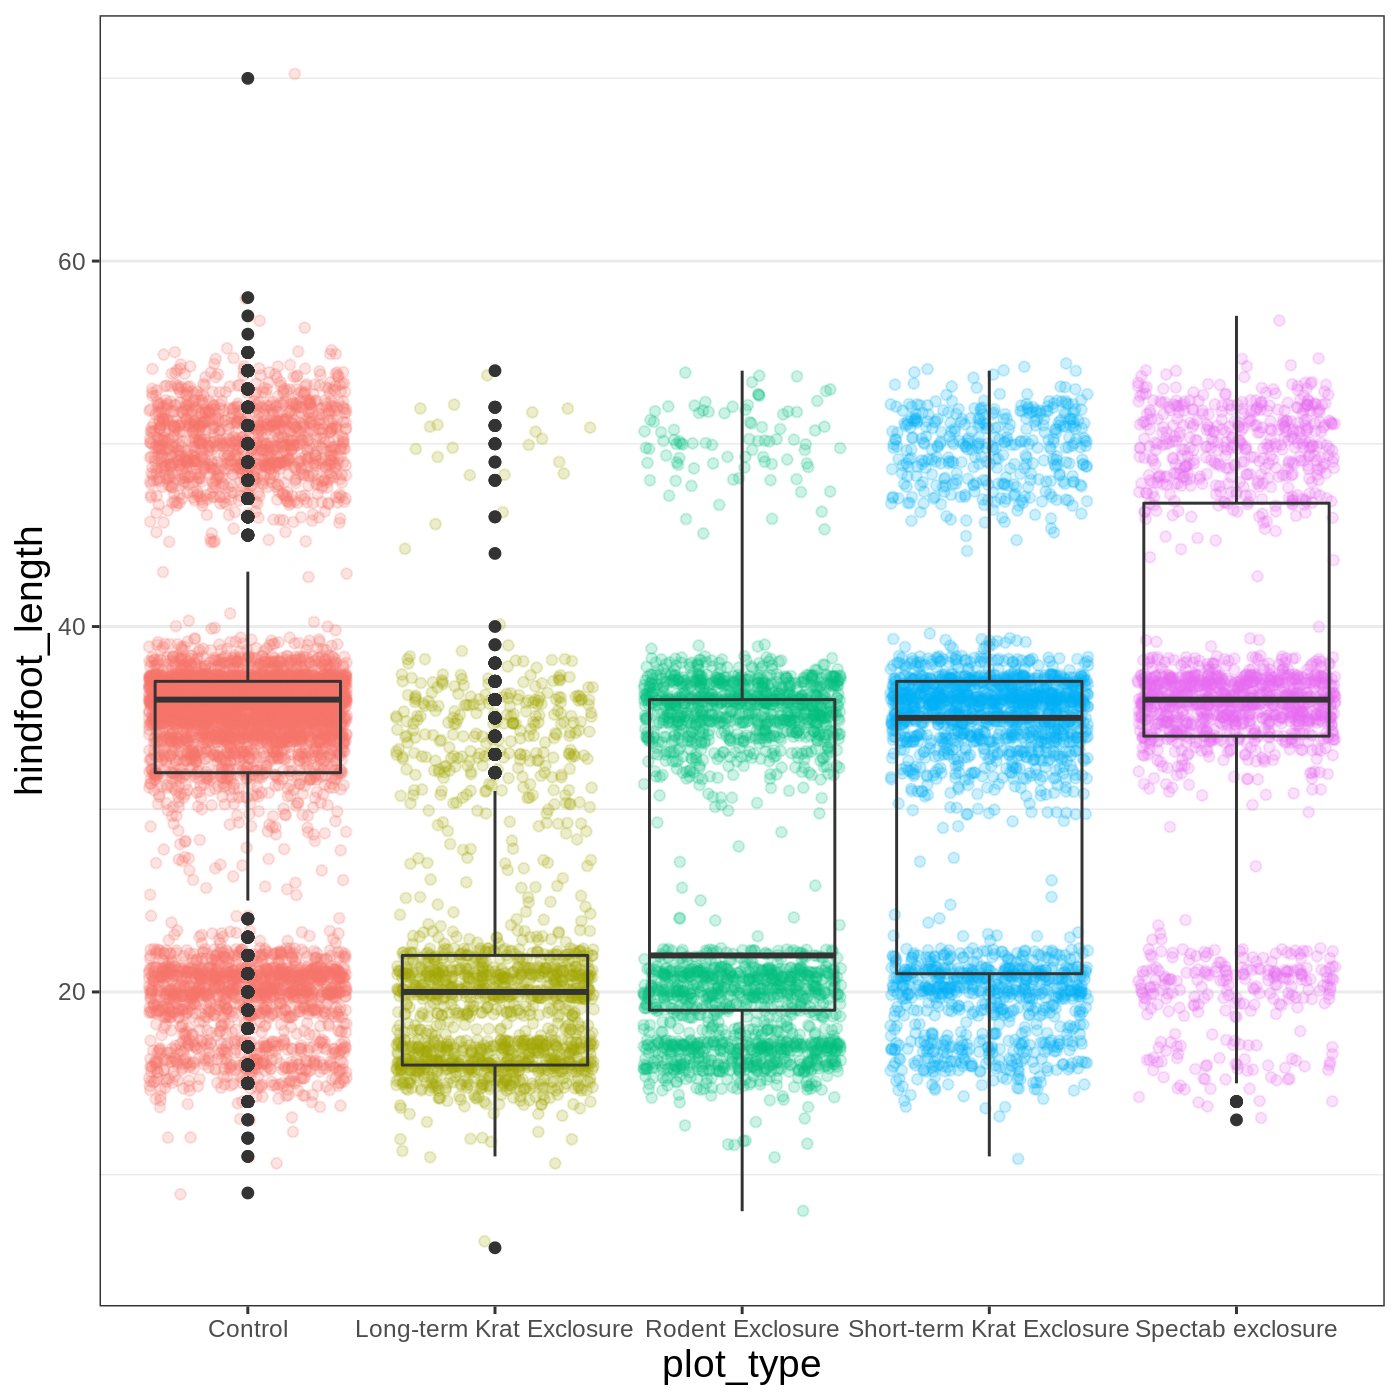 hindfoot_length
60
40
20
Control
Long-term Krat Exclosure
Rodent Exclosure
Short-term Krat Exclosure
Spectab exclosure
plot_type